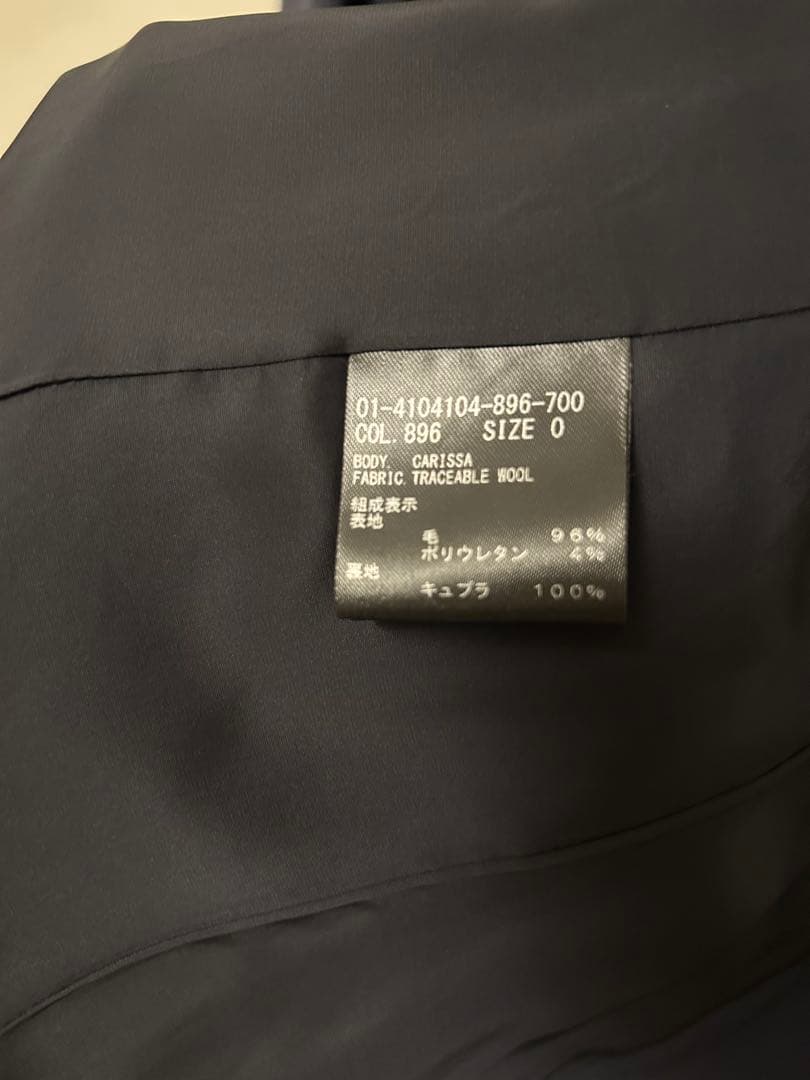 01-4104104-896-700
COL. 896 SIZE 0
BODY. CARISSA
FABRIC. TRACEABLE WOOL
組成表示
表地
毛 96%
ポリウレタン 4%
裏地
キュプラ 100%